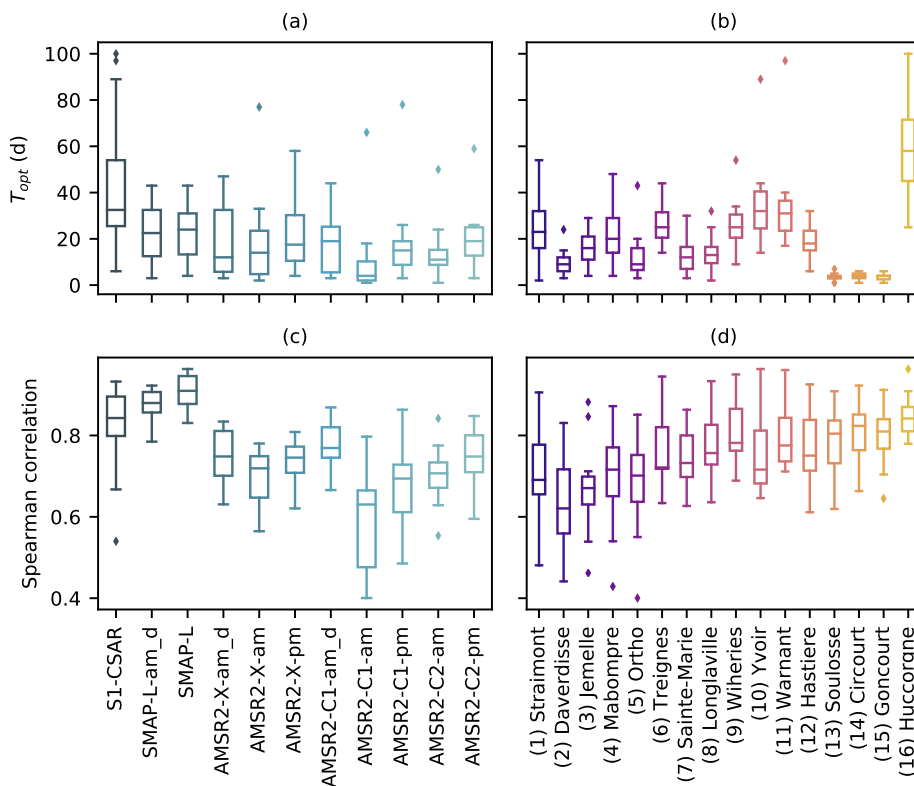 (a)
(b)
100
80
60
40
20
0
T_opt (d)
(c)
(d)
0.8
0.6
0.4
Spearman correlation
S1-CSAR
SMAP-L-am_d
SMAP-L
AMSR2-X-am_d
AMSR2-X-am
AMSR2-X-pm
AMSR2-C1-am_d
AMSR2-C1-am
AMSR2-C1-pm
AMSR2-C2-am
AMSR2-C2-pm
(1) Straimont
(2) Daverdisse
(3) Jemelle
(4) Mabompre
(5) Ortho
(6) Treignes
(7) Sainte-Marie
(8) Longlaville
(9) Wiheries
(10) Yvoir
(11) Warnant
(12) Hastiere
(13) Soulosse
(14) Circourt
(15) Goncourt
(16) Huccorgne